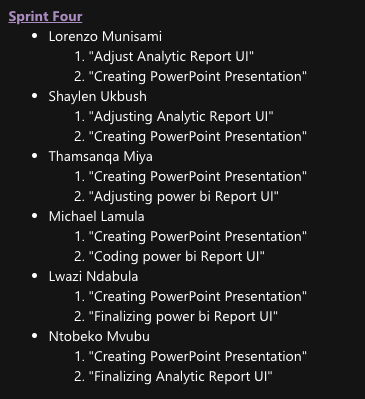 Sprint Four
• Lorenzo Munisami
1. "Adjust Analytic Report UI"
2. "Creating PowerPoint Presentation"
• Shaylen Ukbush
1. "Adjusting Analytic Report UI"
2. "Creating PowerPoint Presentation"
• Thamsanqa Miya
1. "Creating PowerPoint Presentation"
2. "Adjusting power bi Report UI"
• Michael Lamula
1. "Creating PowerPoint Presentation"
2. "Coding power bi Report UI"
• Lwazi Ndabula
1. "Creating PowerPoint Presentation"
2. "Finalizing power bi Report UI"
• Ntobeko Mvubu
1. "Creating PowerPoint Presentation"
2. "Finalizing Analytic Report UI"